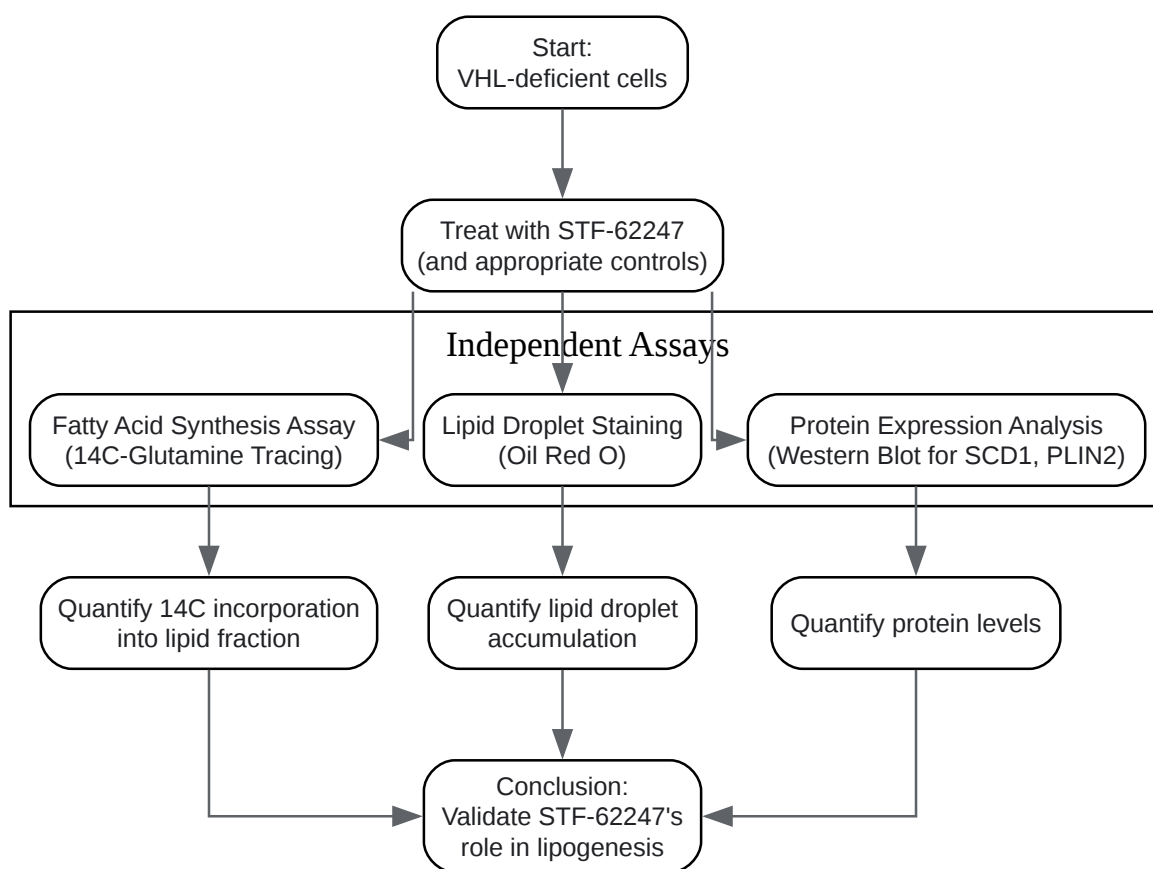 Start:
VHL-deficient cells
Treat with STF-62247
(and appropriate controls)
Independent Assays
Fatty Acid Synthesis Assay
(14C-Glutamine Tracing)
Lipid Droplet Staining
(Oil Red O)
Protein Expression Analysis
(Western Blot for SCD1, PLIN2)
Quantify 14C incorporation
into lipid fraction
Quantify lipid droplet
accumulation
Quantify protein levels
Conclusion:
Validate STF-62247's
role in lipogenesis